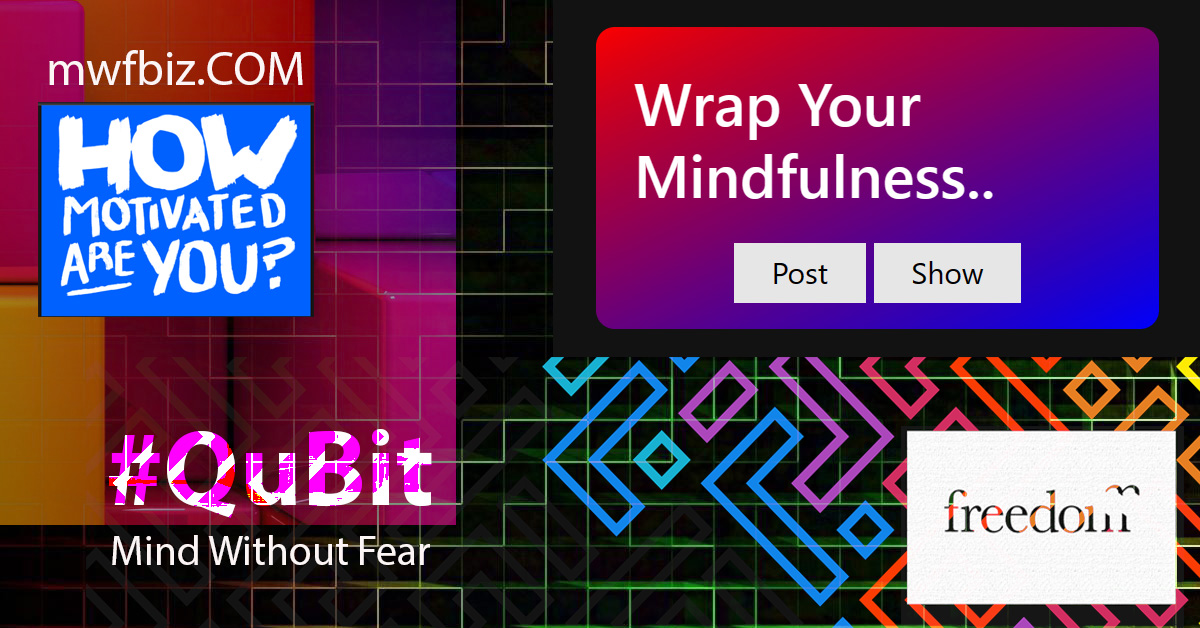 mwfbiz.COM
HOW
MOTIVATED
ARE YOU?
Wrap Your
Mindfulness..
Post Show
#QuBit
Mind Without Fear
freedom